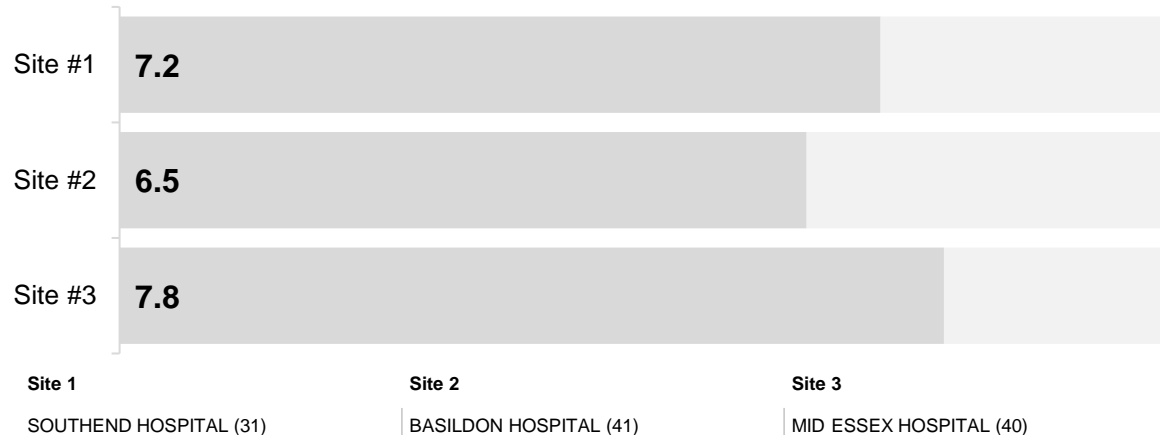 Site #1 7.2
Site #2 6.5
Site #3 7.8
Site 1 Site 2 Site 3
SOUTHEND HOSPITAL (31) BASILDON HOSPITAL (41) MID ESSEX HOSPITAL (40)